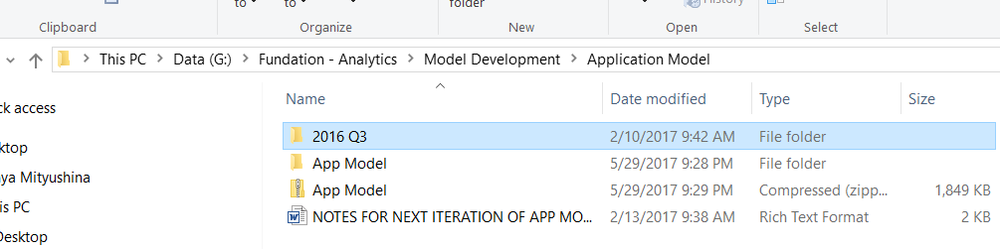 to
to
folder
History
Clipboard
Organize
New
Open
Select
This PC
Data (G:)
Fundation - Analytics
Model Development
Application Model
ck access
sktop
nya Mityushina
is PC
Desktop
Name
Date modified
Type
Size
2016 Q3
2/10/2017 9:42 AM
File folder
App Model
5/29/2017 9:28 PM
File folder
App Model
5/29/2017 9:29 PM
Compressed (zipp...
1,849 KB
NOTES FOR NEXT ITERATION OF APP MO...
2/13/2017 9:38 AM
Rich Text Format
2 KB